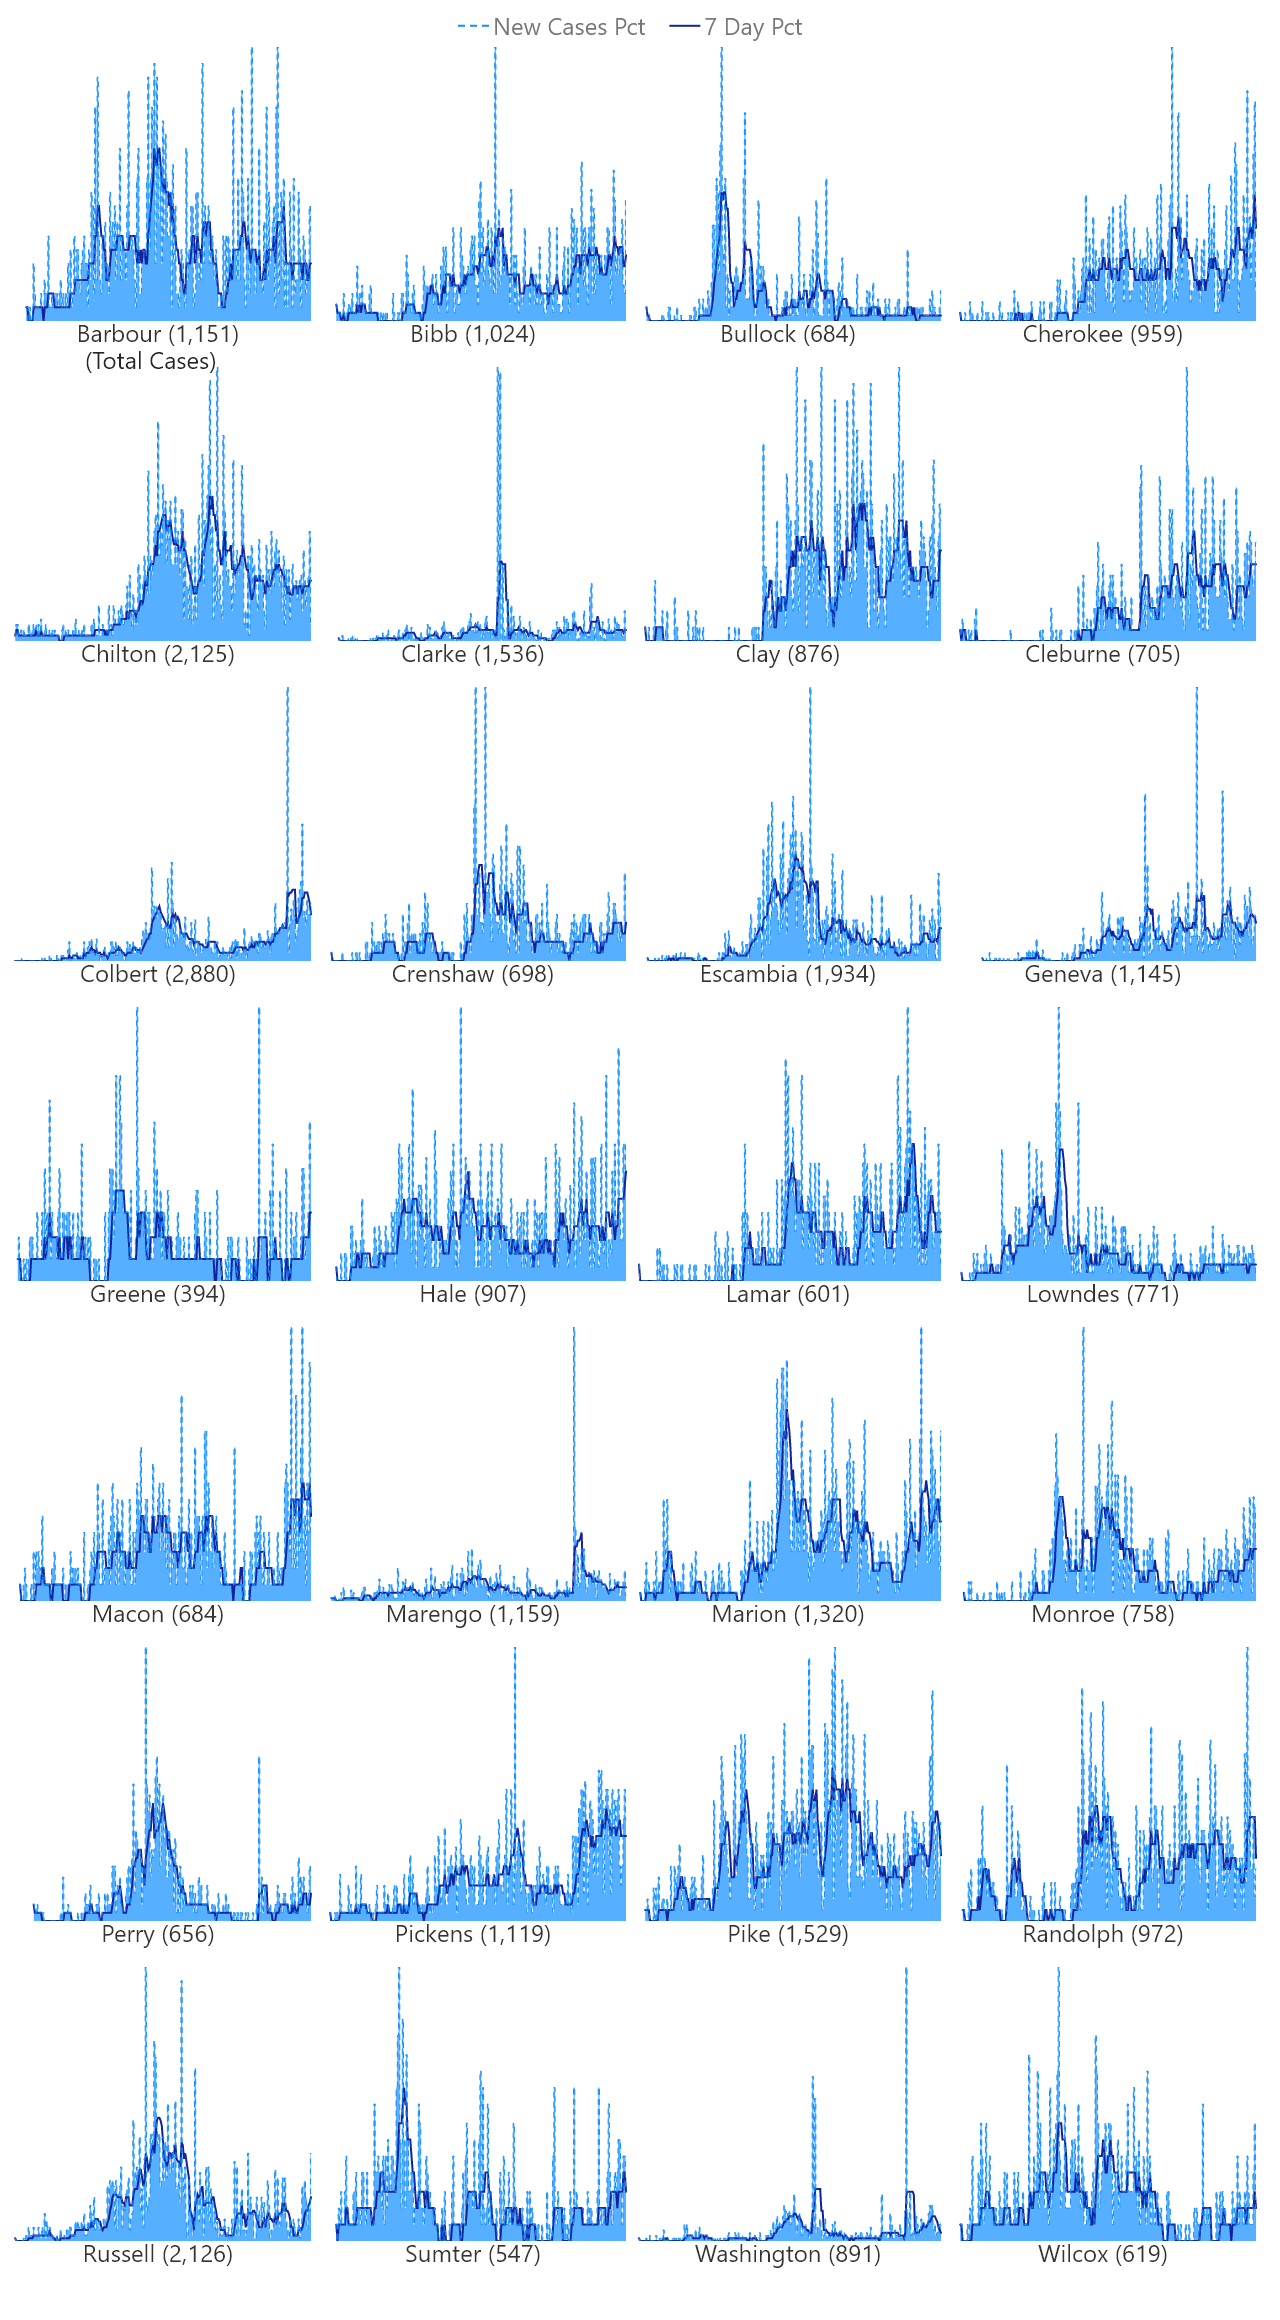 New Cases Pct 7 Day Pct
Barbour (1,151) Bibb (1,024) Bullock (684) Cherokee (959)
(Total Cases)
Chilton (2,125) Clarke (1,536) Clay (876) Cleburne (705)
Colbert (2,880) Crenshaw (698) Escambia (1,934) Geneva (1,145)
Greene (394) Hale (907) Lamar (601) Lowndes (771)
Macon (684) Marengo (1,159) Marion (1,320) Monroe (758)
Perry (656) Pickens (1,119) Pike (1,529) Randolph (972)
Russell (2,126) Sumter (547) Washington (891) Wilcox (619)